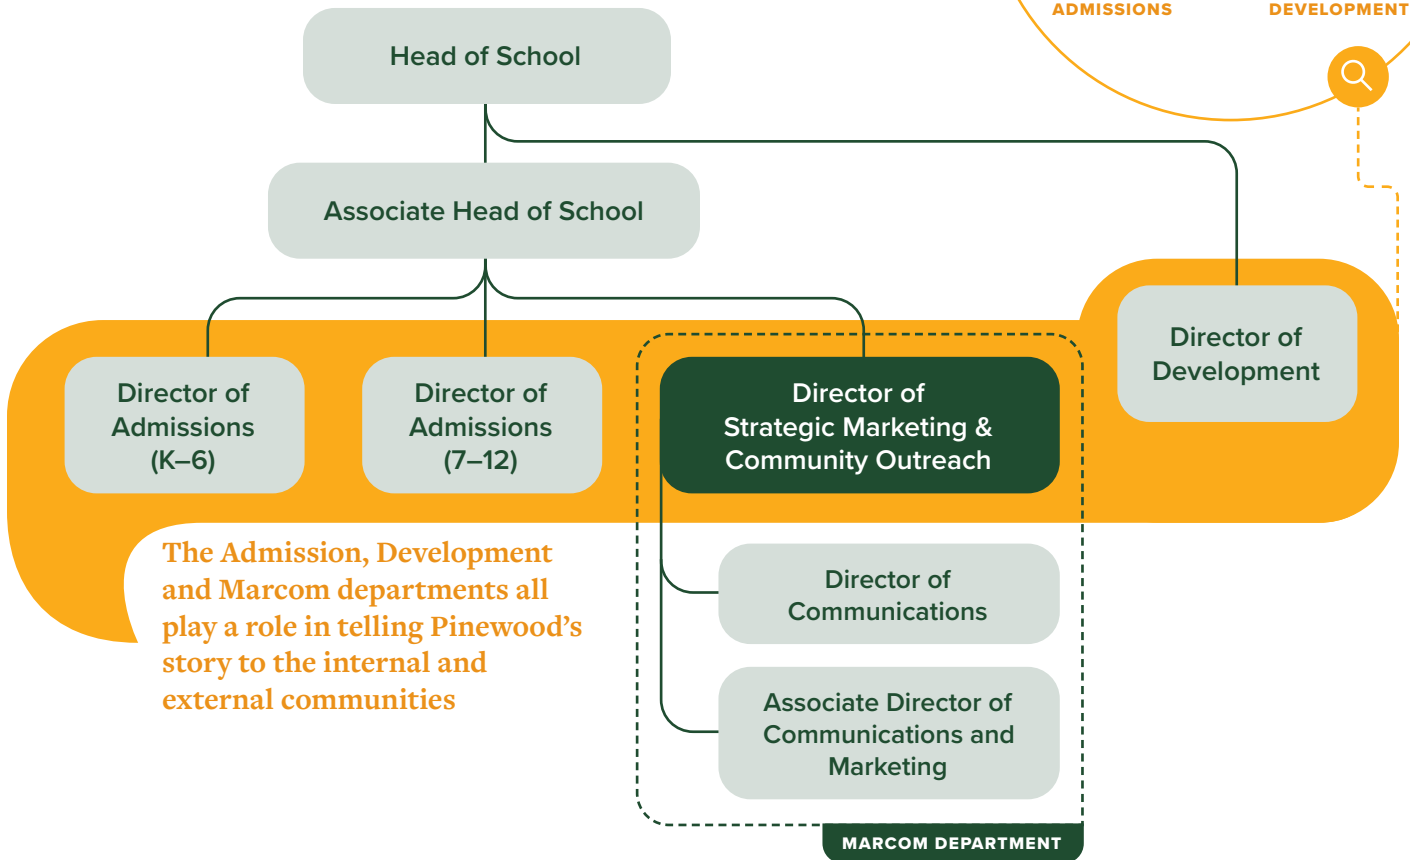 ADMISSIONS
DEVELOPMENT
Head of School
Associate Head of School
Director of
Admissions
(K–6)
Director of
Admissions
(7–12)
Director of
Strategic Marketing &
Community Outreach
Director of
Development
The Admission, Development
and Marcom departments all
play a role in telling Pinewood’s
story to the internal and
external communities
Director of
Communications
Associate Director of
Communications and
Marketing
MARCOM DEPARTMENT